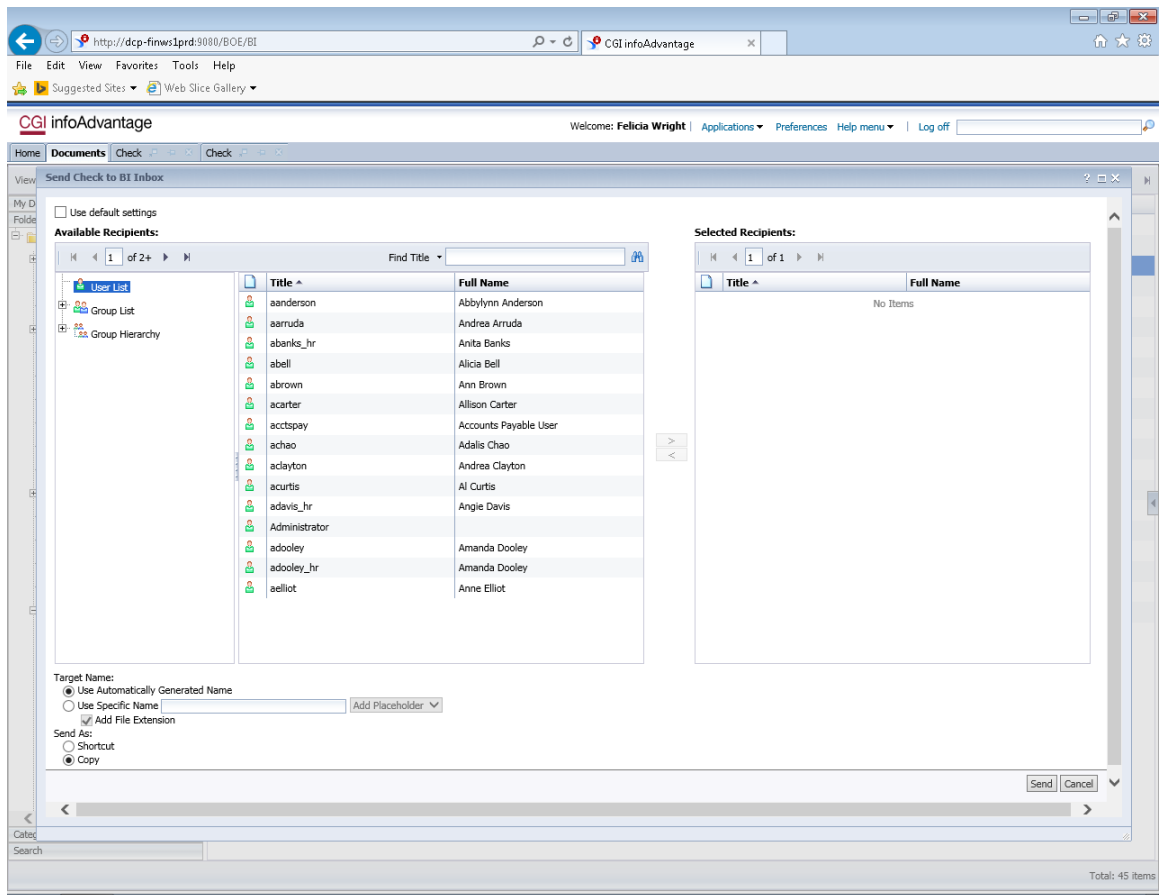 http://dcp-finws1prd:9080/BOE/BI
CGI infoAdvantage
File Edit View Favorites Tools Help
Suggested Sites Web Slice Gallery
CGI infoAdvantage
Welcome: Felicia Wright | Applications Preferences Help menu | Log off
Home Documents Check Check
View
Send Check to BI Inbox
My D
Folde
Use default settings
Available Recipients:
Selected Recipients:
1 of 2+ Find Title
1 of 1
User List
Group List
Group Hierarchy
Title Full Name
aanderson Abbylynn Anderson
aarruda Andrea Arruda
abanks_hr Anita Banks
abell Alicia Bell
abrown Ann Brown
acarter Allison Carter
acctspay Accounts Payable User
achao Adalis Chao
aclayton Andrea Clayton
acurtis Al Curtis
adavis_hr Angie Davis
Administrator
adooley Amanda Dooley
adooley_hr Amanda Dooley
aelliot Anne Elliot
Title Full Name
No Items
>
<
Target Name:
Use Automatically Generated Name
Use Specific Name Add Placeholder
Add File Extension
Send As:
Shortcut
Copy
Send Cancel
Categ
Search
Total: 45 items